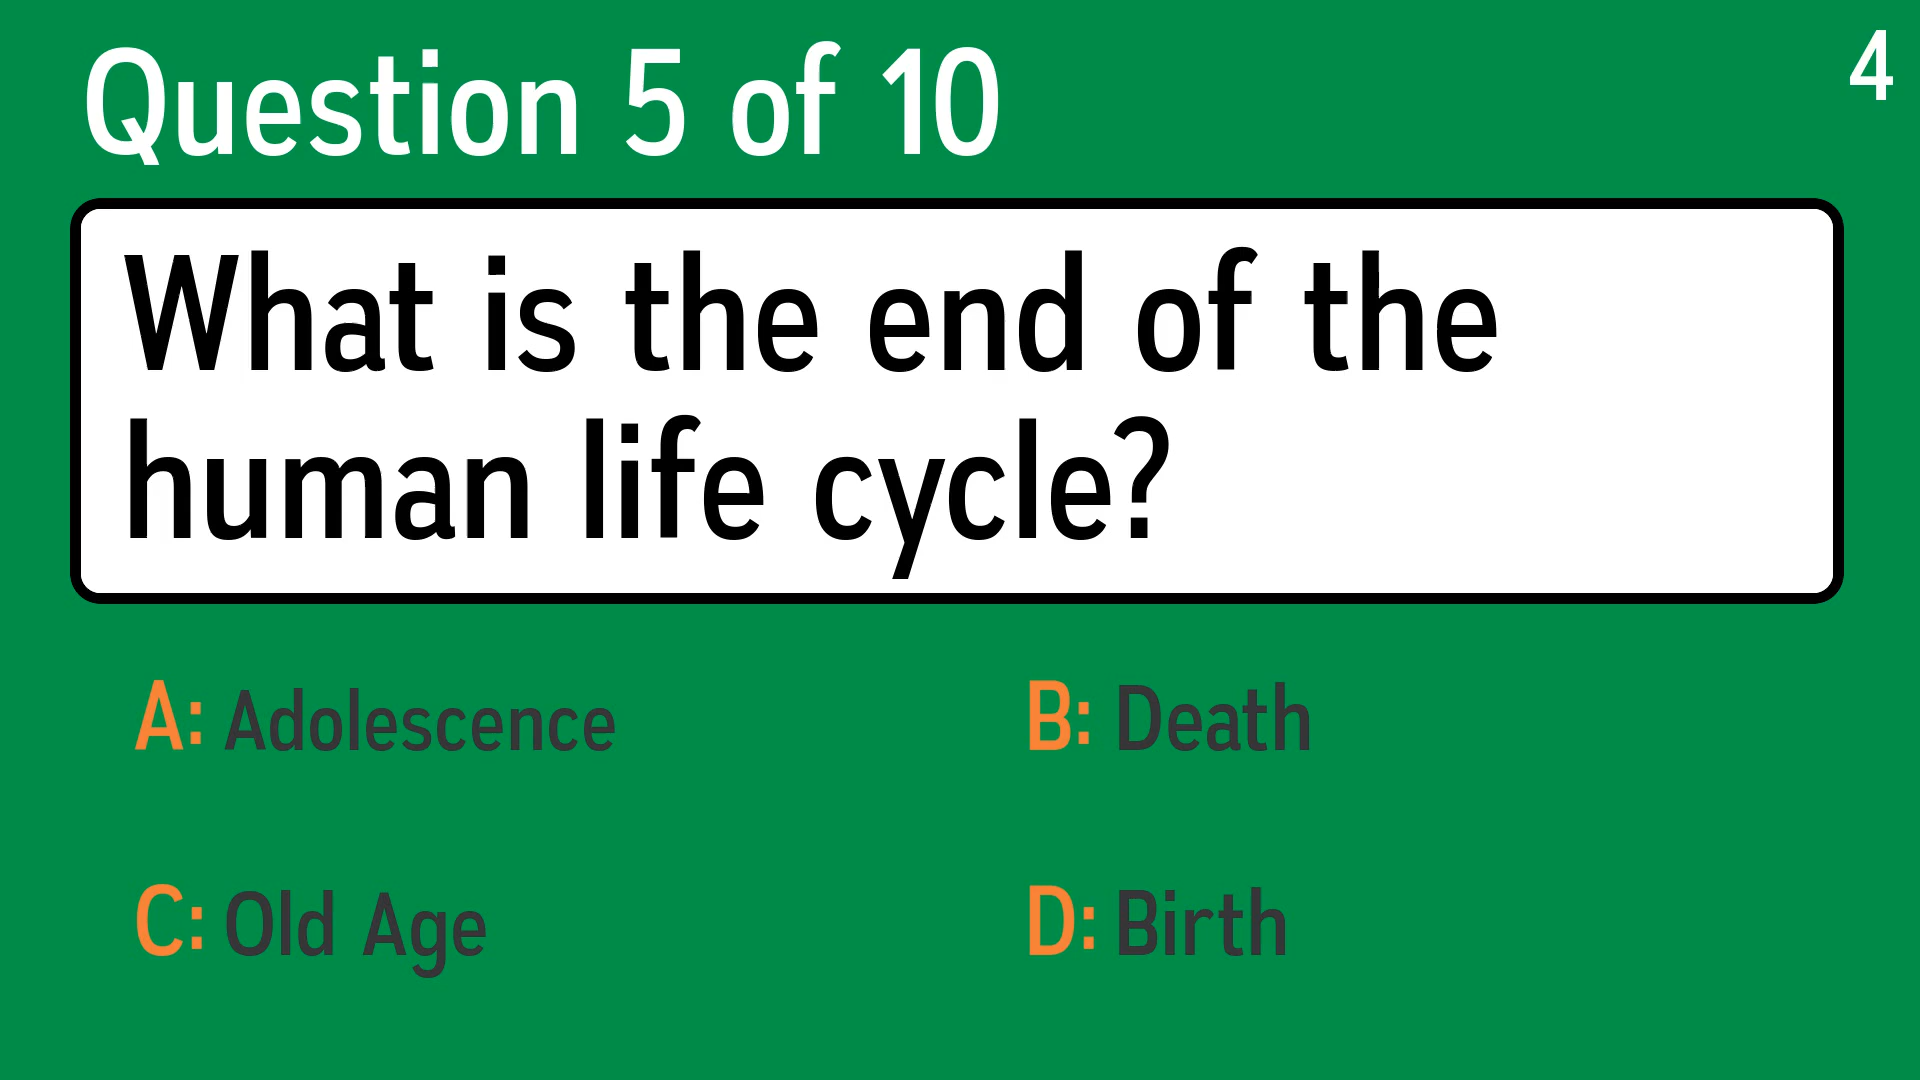 Question 5 of 10
4
What is the end of the
human life cycle?
A: Adolescence
B: Death
C: Old Age
D: Birth